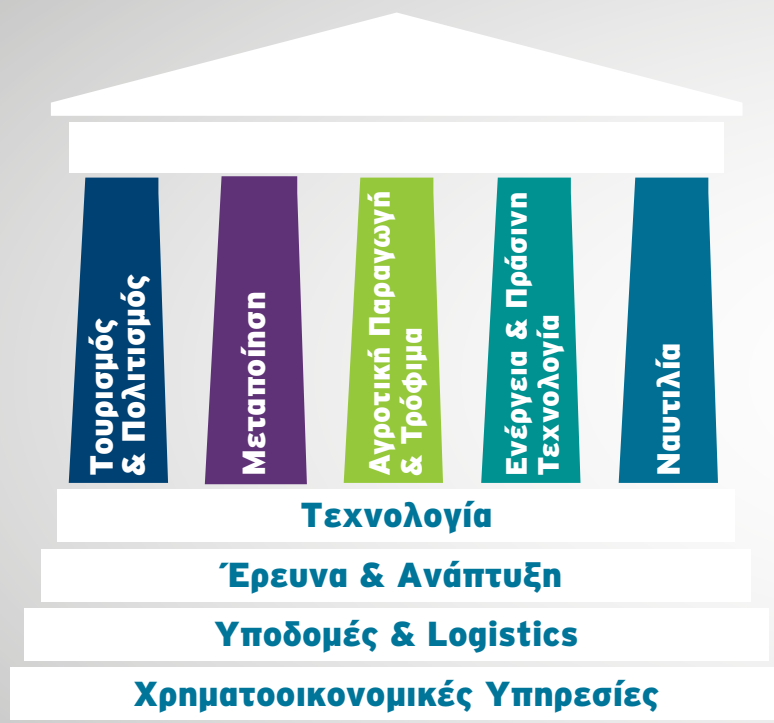 Τουρισμός
& Πολιτισμός
Μεταποίηση
Αγροτική Παραγωγή
& Τρόφιμα
Ενέργεια & Πράσινη
Τεχνολογία
Ναυτιλία
Τεχνολογία
Έρευνα & Ανάπτυξη
Υποδομές & Logistics
Χρηματοοικονομικές Υπηρεσίες